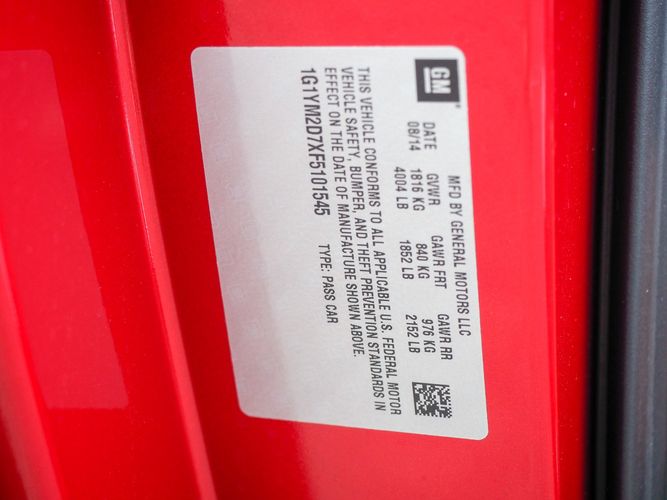 GM®
MFD BY GENERAL MOTORS LLC
DATE GVWR GAWR FRT GAWR RR
08/14 1816 KG 840 KG 976 KG
4004 LB 1852 LB 2152 LB
THIS VEHICLE CONFORMS TO ALL APPLICABLE U.S. FEDERAL MOTOR
VEHICLE SAFETY, BUMPER, AND THEFT PREVENTION STANDARDS IN
EFFECT ON THE DATE OF MANUFACTURE SHOWN ABOVE.
1G1YM2D7XF5101545 TYPE: PASS CAR